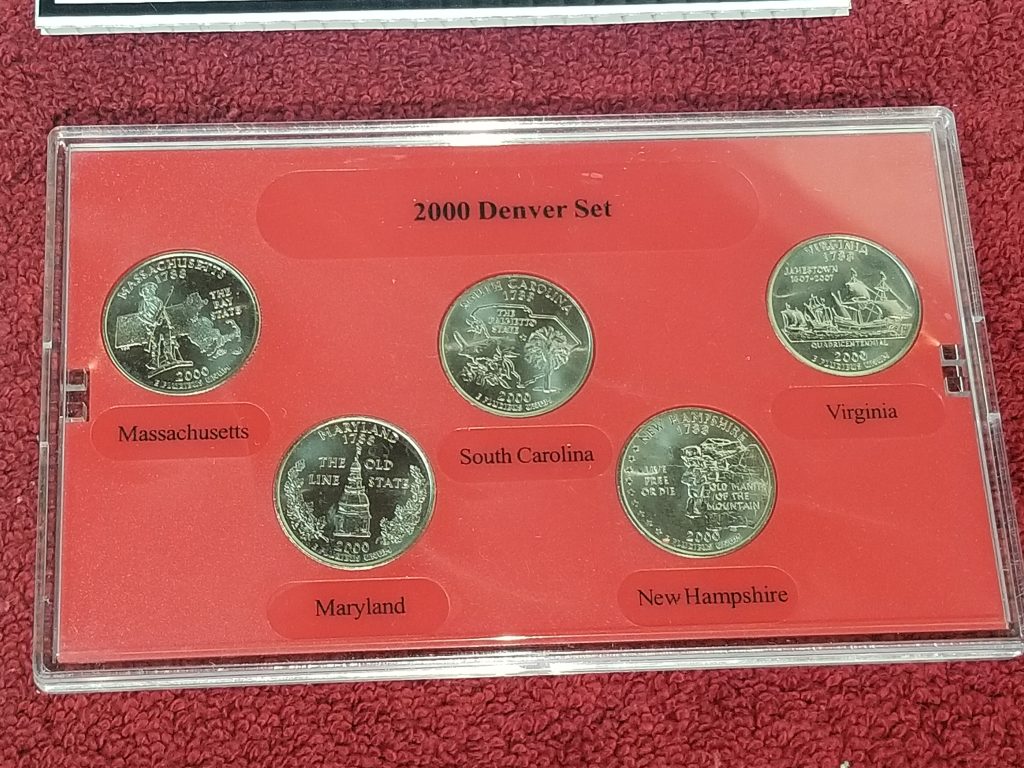 2000 Denver Set
MASSACHUSETTS
1788
THE
BAY
STATE
2000
E PLURIBUS UNUM
Massachusetts
MARYLAND
1788
THE OLD
LINE STATE
2000
E PLURIBUS UNUM
Maryland
SOUTH CAROLINA
1788
THE
PALMETTO
STATE
2000
E PLURIBUS UNUM
South Carolina
NEW HAMPSHIRE
1788
LIVE
FREE
OR DIE
OLD MAN
OF THE
MOUNTAIN
2000
E PLURIBUS UNUM
New Hampshire
VIRGINIA
1788
JAMESTOWN
1607-2007
QUADRICENTENNIAL
2000
E PLURIBUS UNUM
Virginia